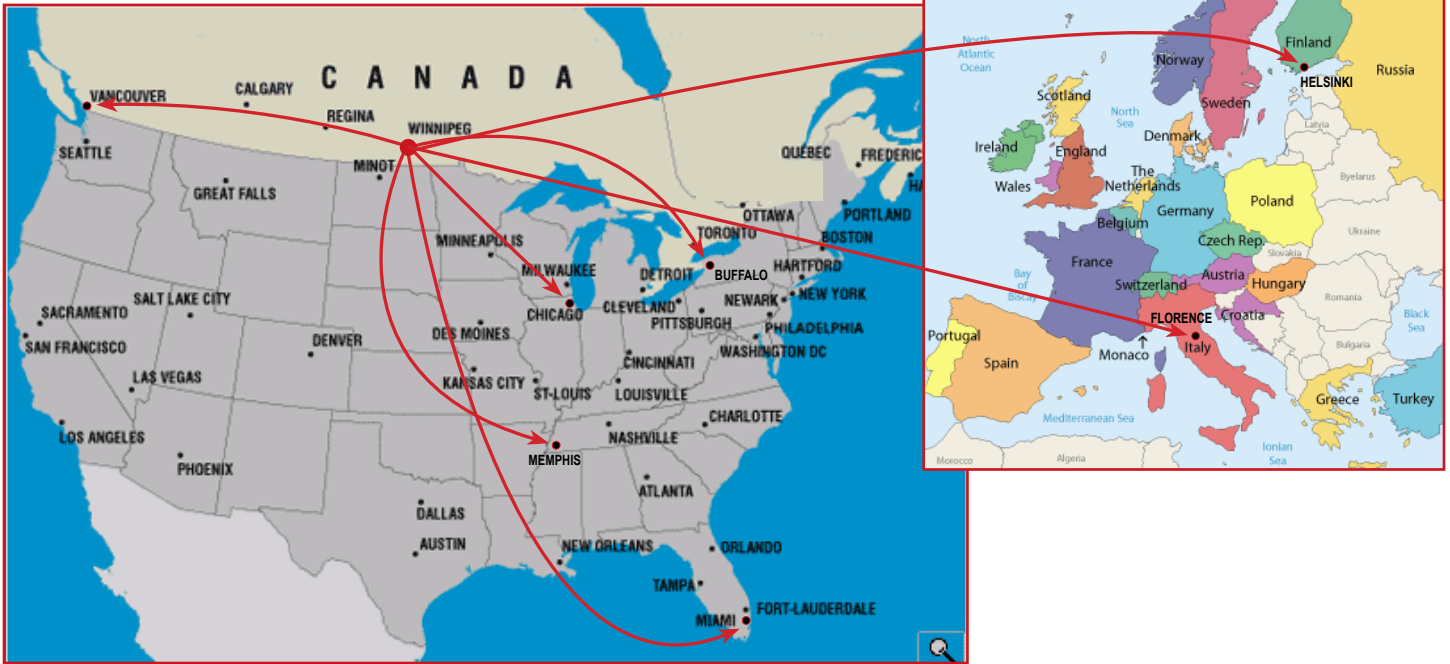 CANADA
VANCOUVER
CALGARY
REGINA
WINNIPEG
SEATTLE
MINOT
GREAT FALLS
QUÉBEC
FREDERIC
HA
OTTAWA
PORTLAND
TORONTO
BOSTON
MINNEAPOLIS
MILWAUKEE
DETROIT
BUFFALO
HARTFORD
SALT LAKE CITY
SACRAMENTO
CHICAGO
CLEVELAND
NEWARK
NEW YORK
PITTSBURGH
PHILADELPHIA
SAN FRANCISCO
DENVER
DES MOINES
WASHINGTON DC
CINCINNATI
LAS VEGAS
KANSAS CITY
ST-LOUIS
LOUISVILLE
CHARLOTTE
LOS ANGELES
NASHVILLE
PHOENIX
MEMPHIS
ATLANTA
DALLAS
AUSTIN
NEW ORLEANS
ORLANDO
TAMPA
FORT-LAUDERDALE
MIAMI
North
Atlantic
Ocean
Finland
Norway
Russia
HELSINKI
Scotland
Sweden
North
Sea
Latvia
Denmark
Ireland
England
The
Netherlands
Wales
Byelarus
Poland
Germany
Belgium
Ukraine
Czech Rep.
Slovakia
France
Austria
Bay
of
Biscay
Switzerland
Hungary
Romania
FLORENCE
Croatia
Black
Sea
Portugal
Italy
Bulgaria
Monaco
Spain
Greece
Turkey
Mediterranean Sea
Ionian
Sea
Morocco
Algeria